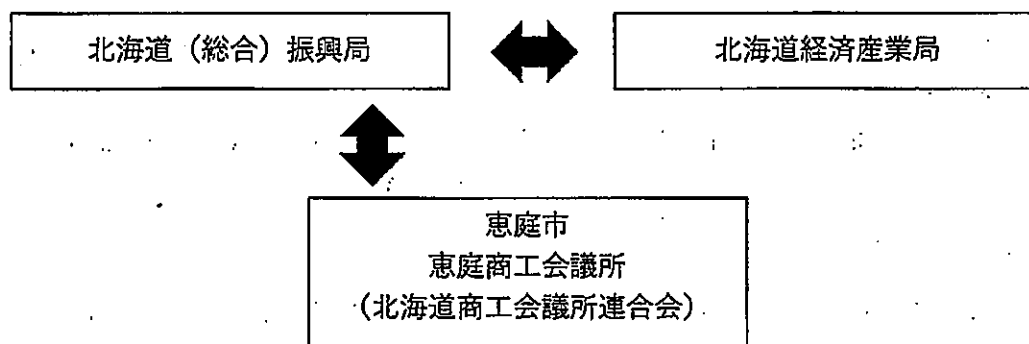 北海道（総合）振興局
北海道経済産業局
恵庭市
恵庭商工会議所
（北海道商工会議所連合会）